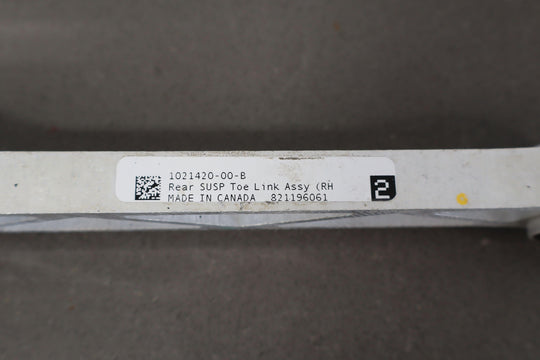 1021420-00-B
Rear SUSP Toe Link Assy (RH
MADE IN CANADA 821196061
2